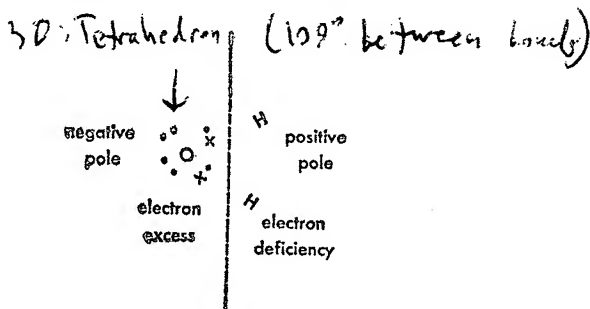 3D: Tetrahedron (109° between bonds)
negative pole
O
x
x
H
H
positive pole
electron excess
electron deficiency